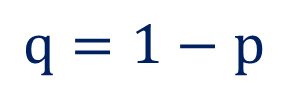 q = 1 − p